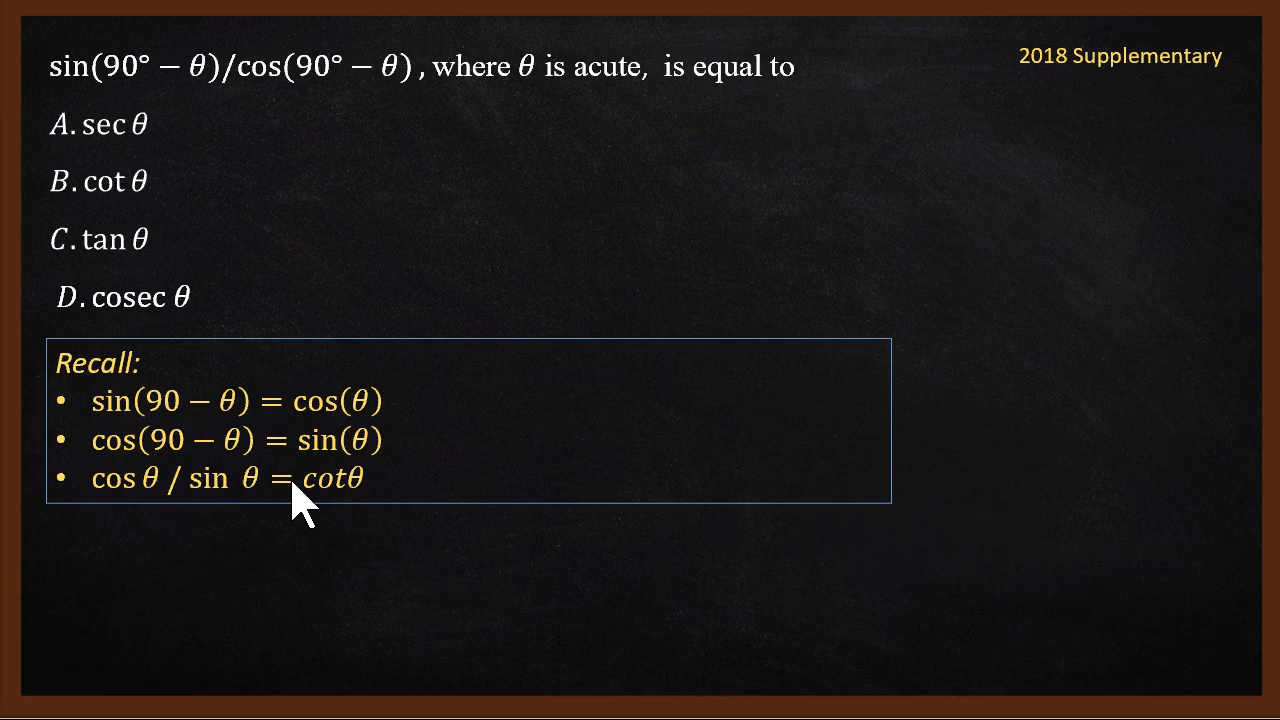 sin(90° − θ)/cos(90° − θ) , where θ is acute,  is equal to
2018 Supplementary
A. sec θ
B. cot θ
C. tan θ
D. cosec θ
Recall:
• sin(90 − θ) = cos(θ)
• cos(90 − θ) = sin(θ)
• cos θ / sin θ = cotθ